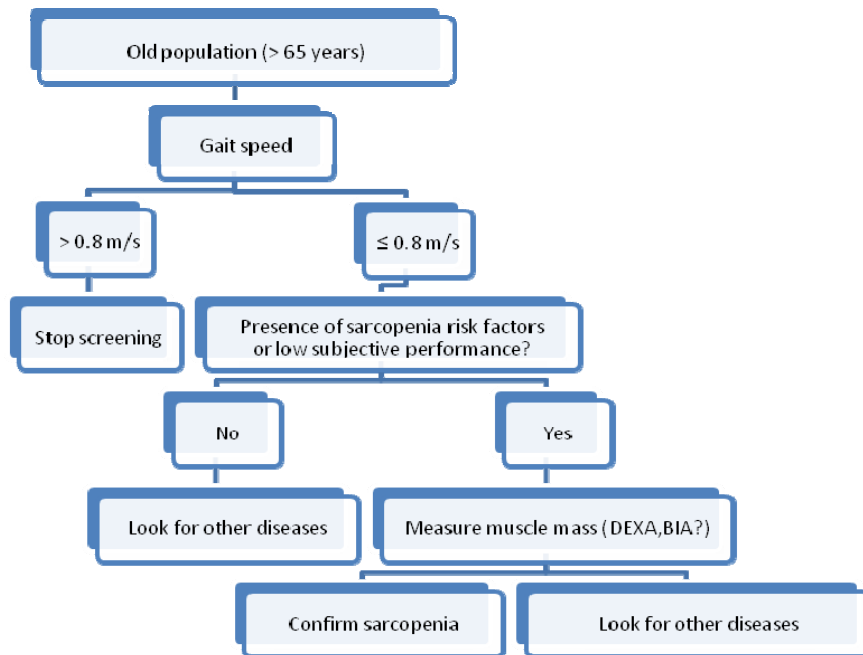 Old population (> 65 years)
Gait speed
> 0.8 m/s
≤ 0.8 m/s
Stop screening
Presence of sarcopenia risk factors
or low subjective performance?
No
Yes
Look for other diseases
Measure muscle mass (DEXA,BIA?)
Confirm sarcopenia
Look for other diseases